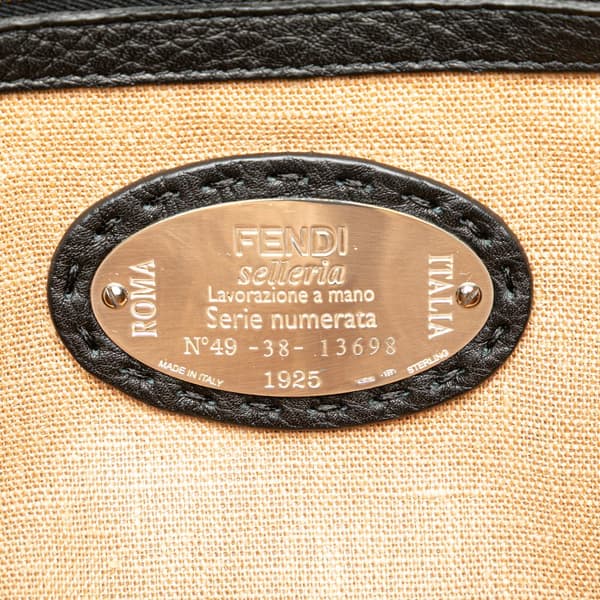 FENDI
selleria
ROMA
Lavorazione a mano
ITALIA
Serie numerata
N°49 -38- 13698
MADE IN ITALY
1925
STERLING